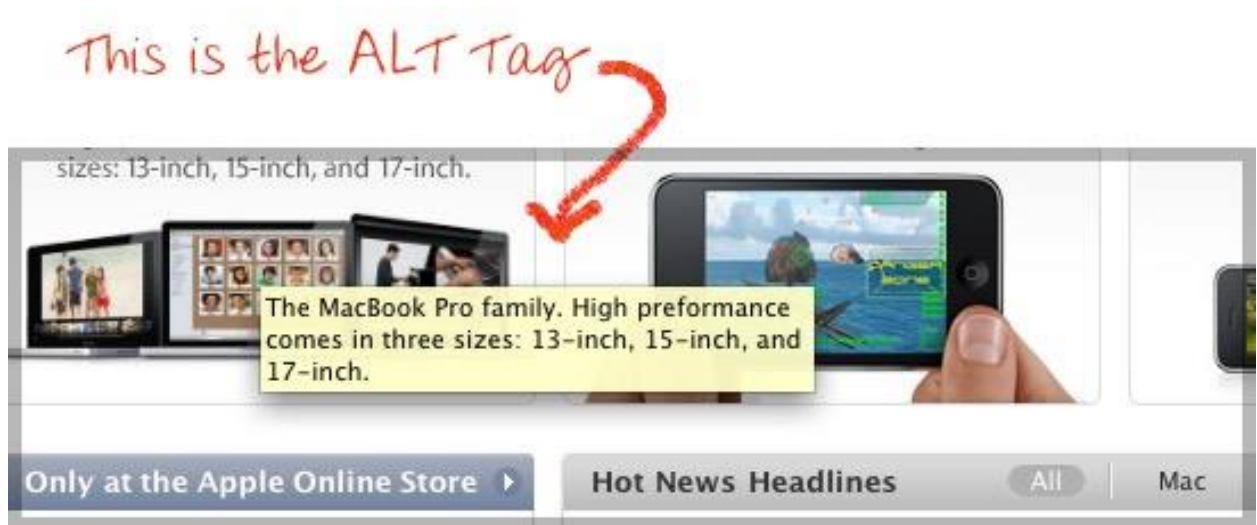 This is the ALT Tag
sizes: 13-inch, 15-inch, and 17-inch.
The MacBook Pro family. High preformance
comes in three sizes: 13-inch, 15-inch, and
17-inch.
DANGER
ZONE
Only at the Apple Online Store
Hot News Headlines
All
Mac